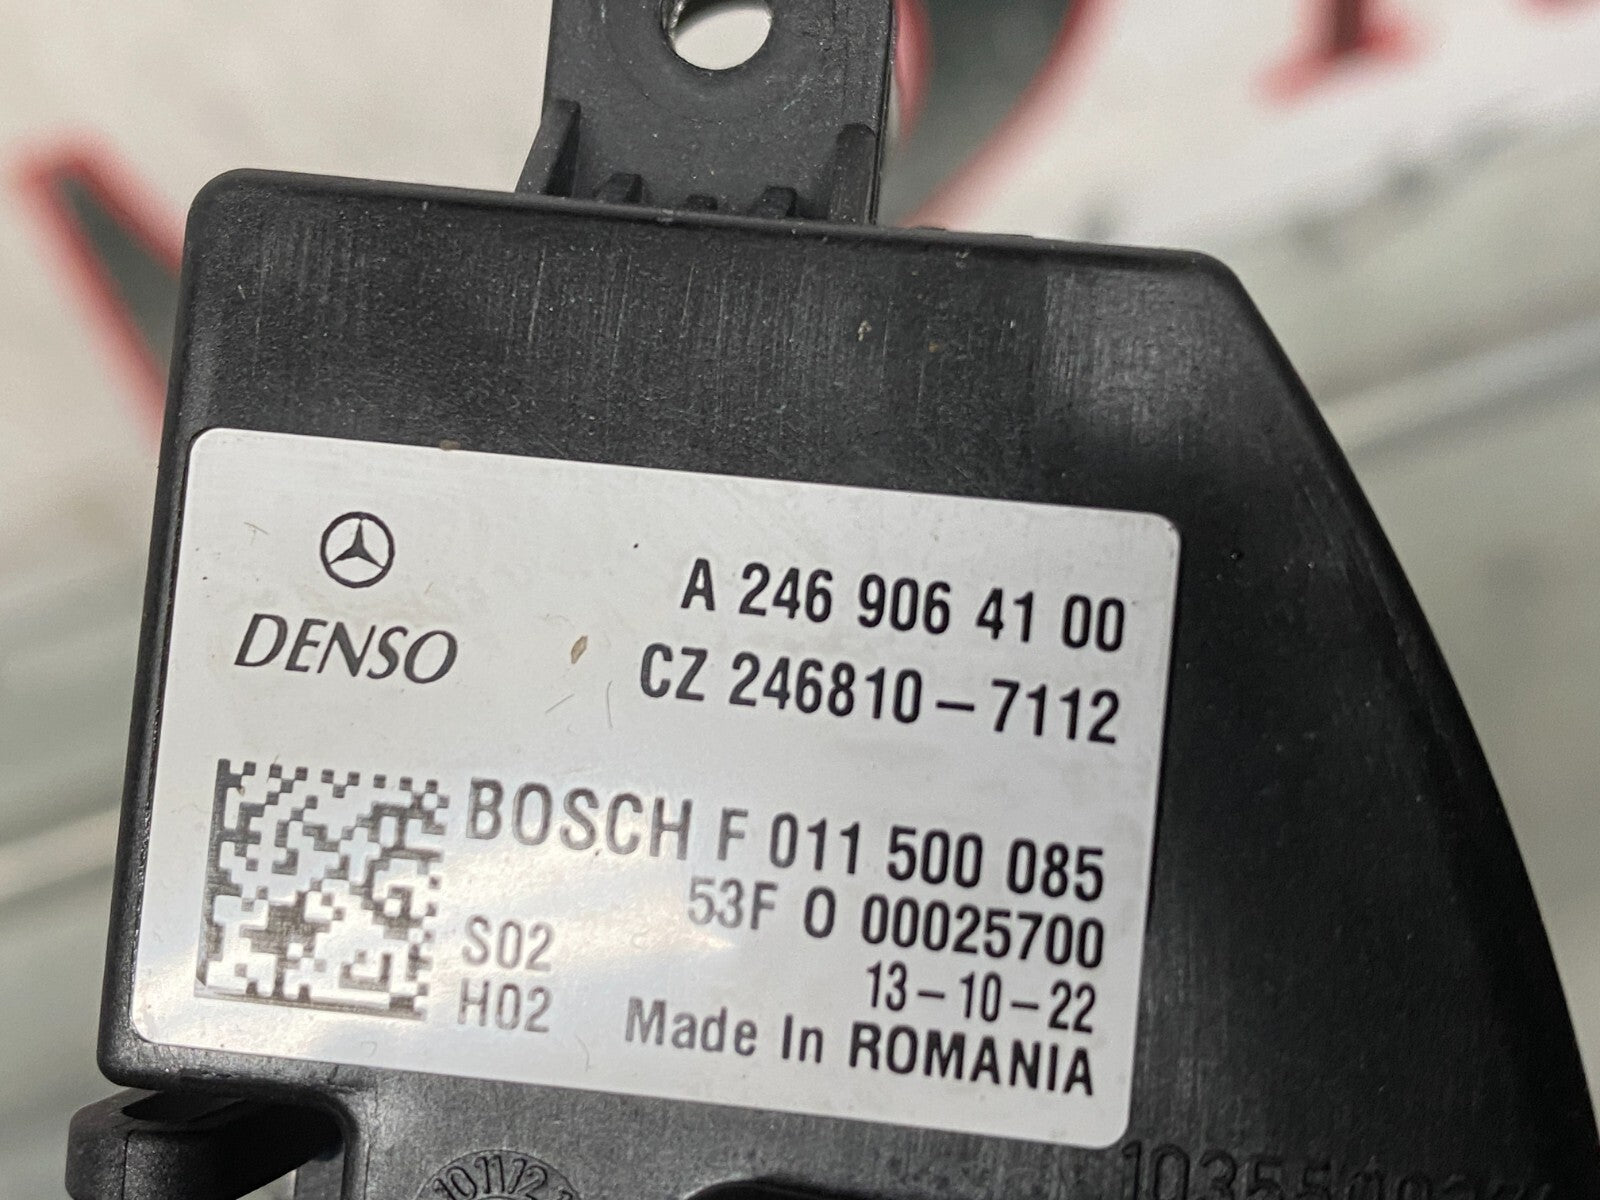 A 246 906 41 00
DENSO
CZ 246810-7112
BOSCH F 011 500 085
53F 0 00025700
S02
13-10-22
H02
Made In ROMANIA